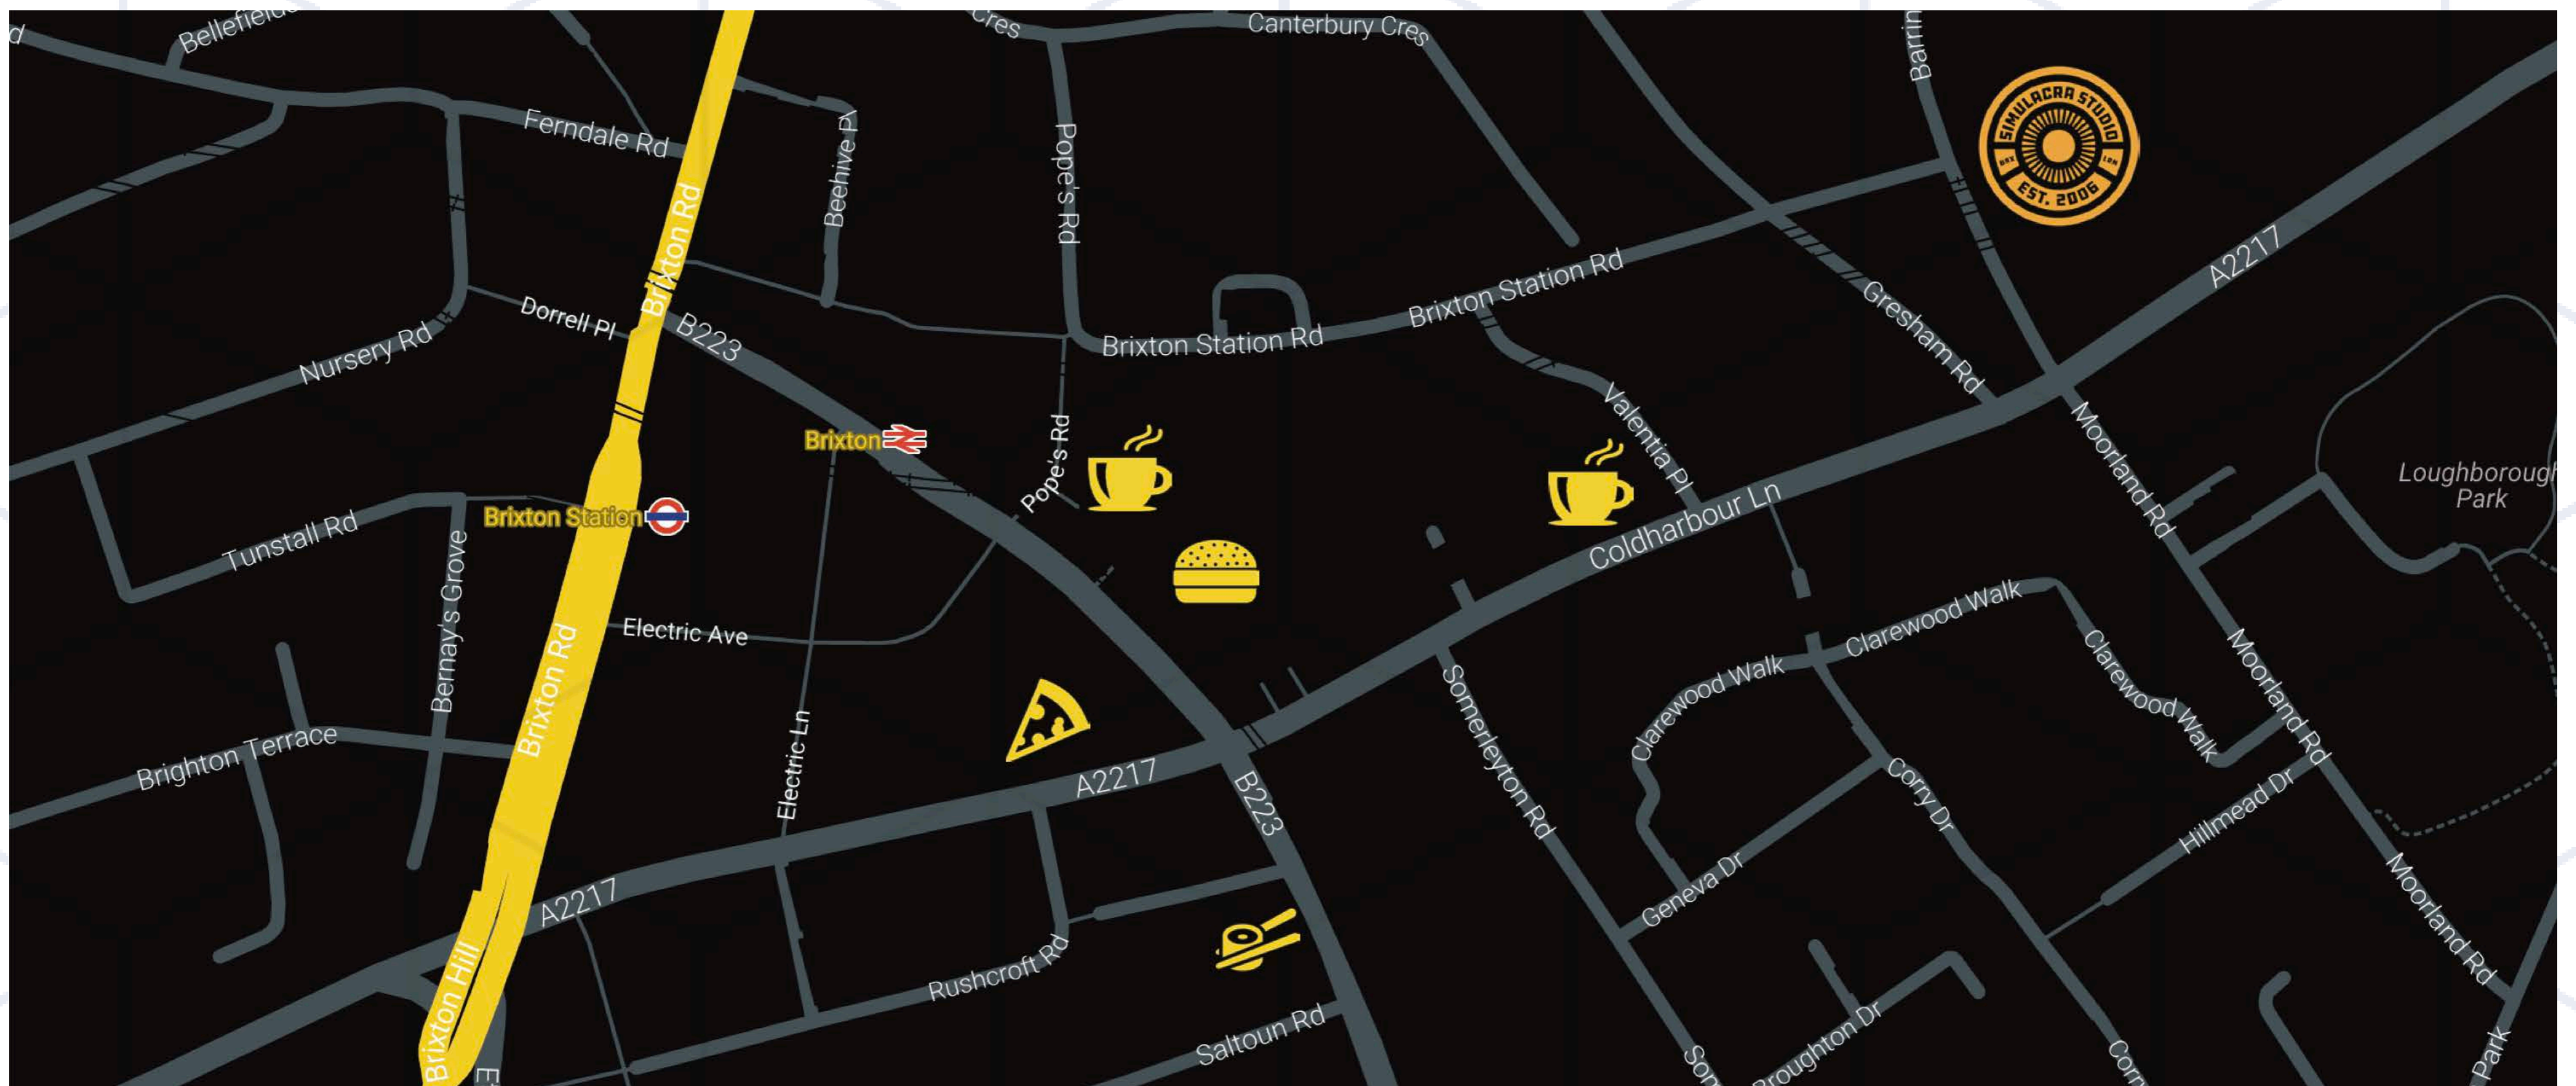 Canterbury Cres
Cres
Ferndale Rd
Beehive Pl
Pope's Rd
SIMULACRA STUDIO
BRX
LDN
EST. 2006
Brixton Rd
A2217
Dorrell Pl
B223
Brixton Station Rd
Brixton Station Rd
Gresham Rd
Nursery Rd
Valentia Pl
Brixton
Pope's Rd
Moorland Rd
Loughborough
Park
Brixton Station
Tunstall Rd
Coldharbour Ln
Bernay's Grove
Electric Ave
Clarewood Walk
Clarewood Walk
Clarewood Walk
Moorland Rd
Brixton Rd
Somerleyton Rd
Brighton Terrace
Electric Ln
A2217
B223
Corry Dr
Hillmead Dr
Geneva Dr
A2217
Moorland Rd
Brixton Hill
Rushcroft Rd
Saltoun Rd
Broughton Dr
Park